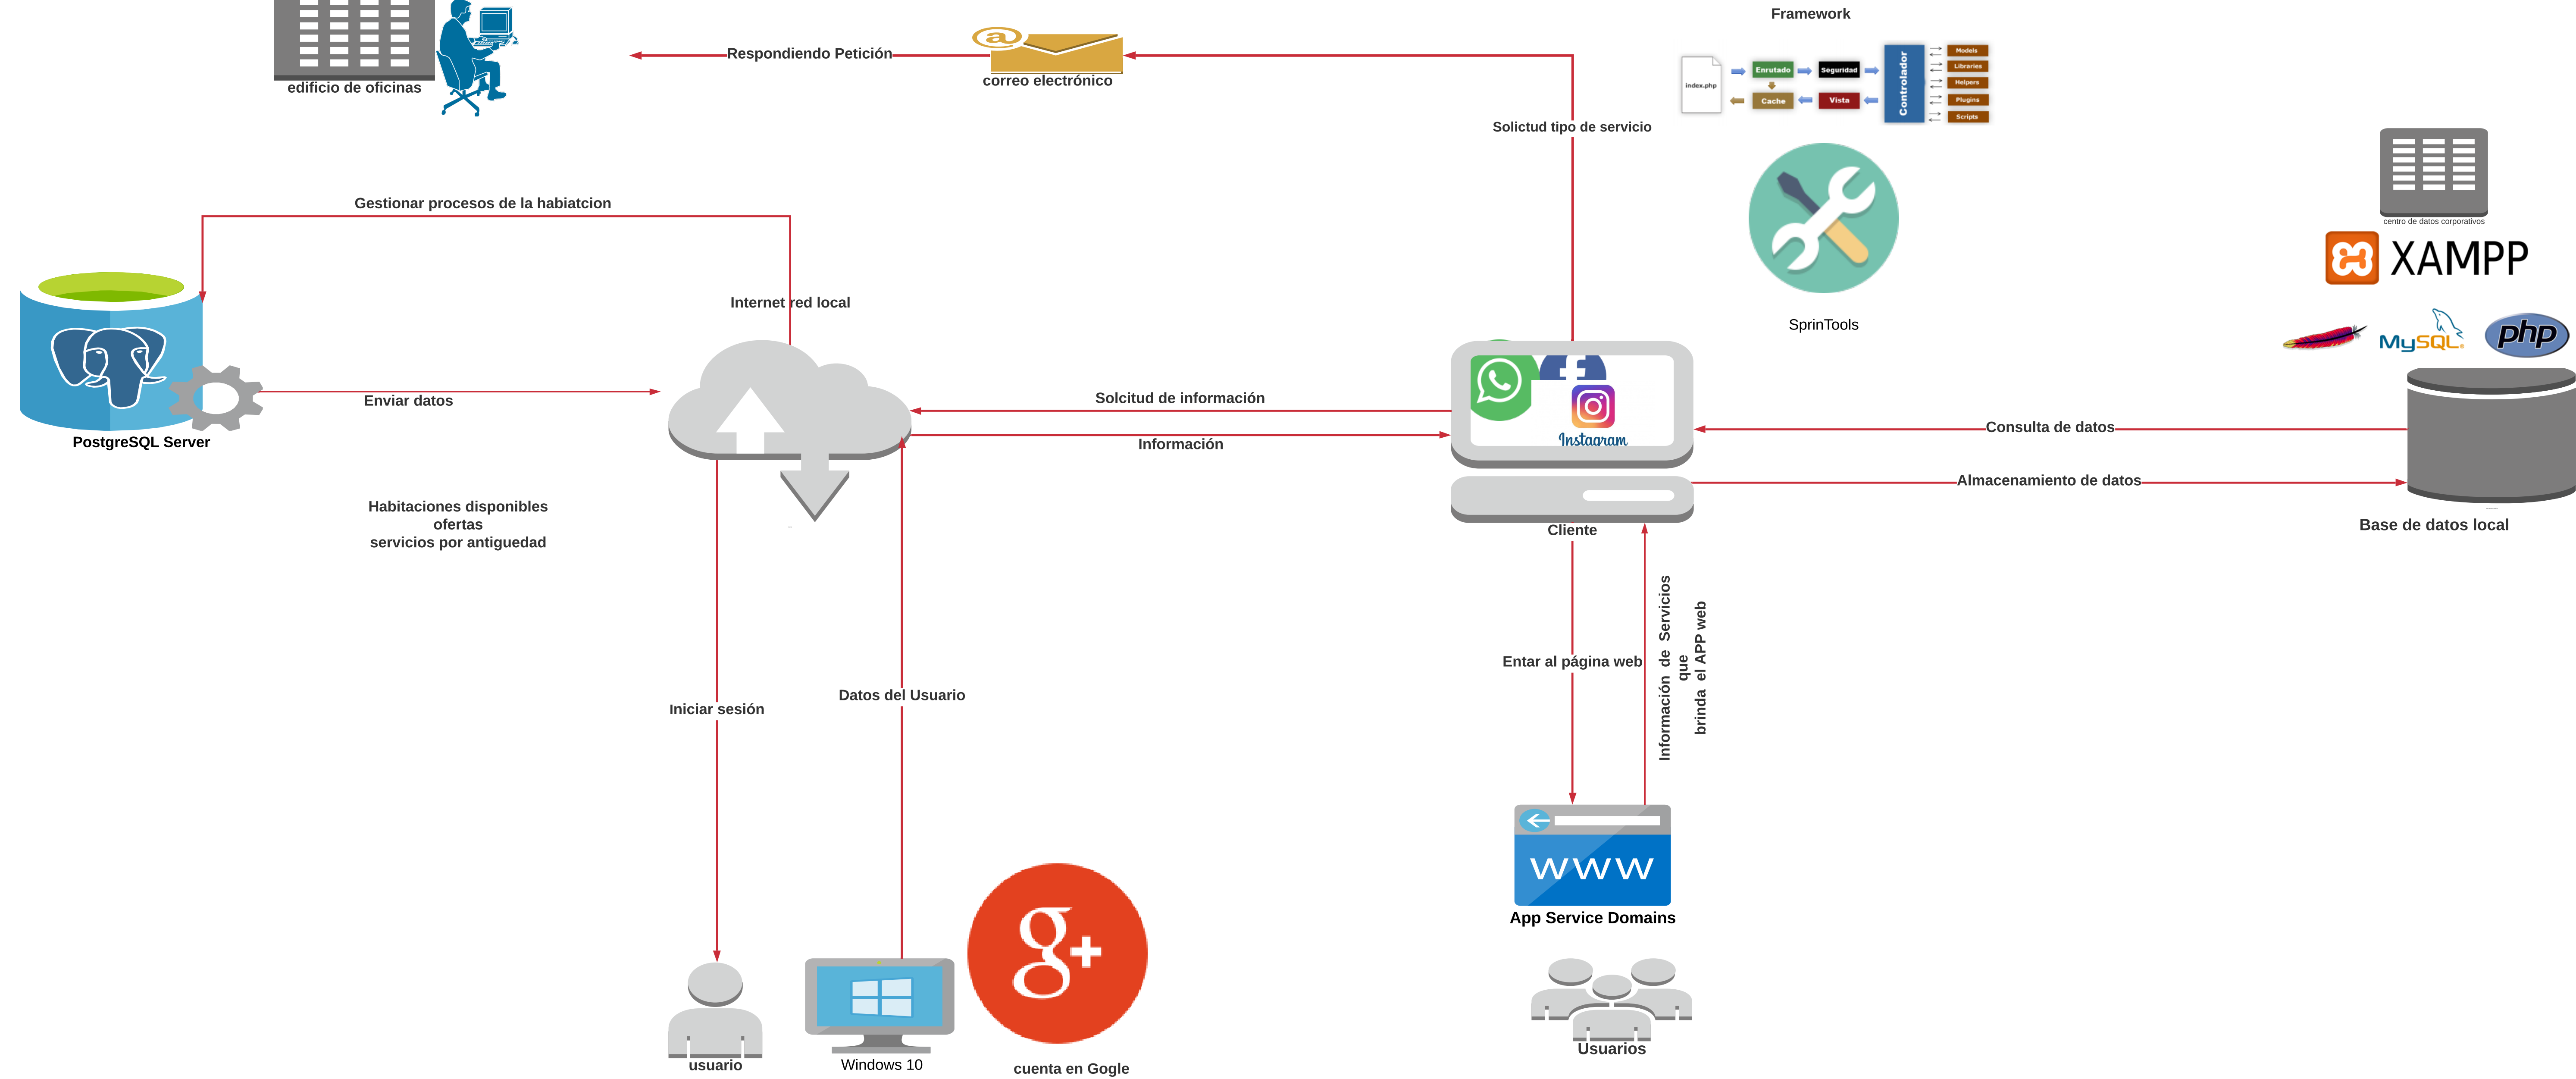 Framework
edificio de oficinas
Respondiendo Petición
@
correo electrónico
index.php
Enrutado
Seguridad
Cache
Vista
Controlador
Models
Libraries
Helpers
Plugins
Scripts
Solictud tipo de servicio
SprinTools
centro de datos corporativos
XAMPP
MySQL
php
Gestionar procesos de la habiatcion
Internet red local
PostgreSQL Server
Enviar datos
Solcitud de información
Información
Instagram
Cliente
Consulta de datos
Almacenamiento de datos
Base de datos local
Habitaciones disponibles
ofertas
servicios por antiguedad
Iniciar sesión
Datos del Usuario
Entar al página web
Información de Servicios
que
brinda el APP web
www
App Service Domains
g+
usuario
Windows 10
cuenta en Gogle
Usuarios